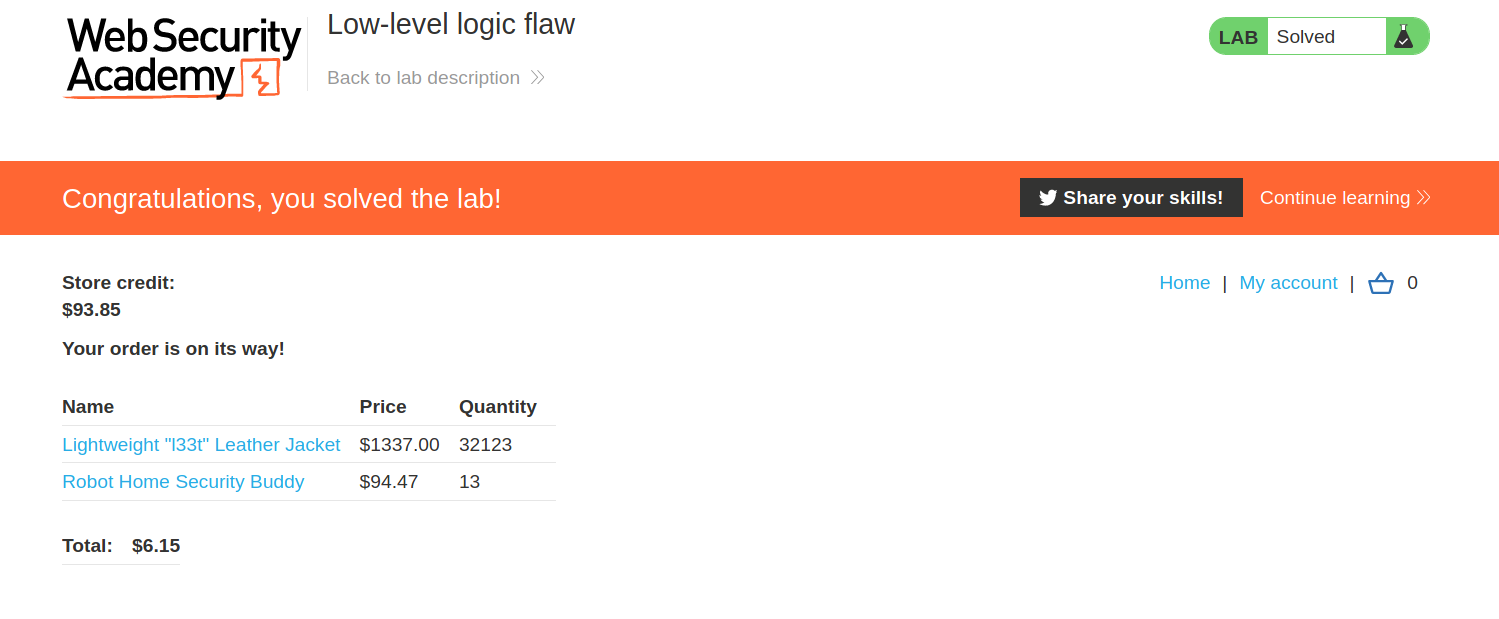 Web Security
Academy
Low-level logic flaw
Back to lab description
LAB Solved
Congratulations, you solved the lab!
Share your skills!
Continue learning
Store credit:
$93.85
Home | My account | 0
Your order is on its way!
Name Price Quantity
Lightweight "l33t" Leather Jacket $1337.00 32123
Robot Home Security Buddy $94.47 13
Total: $6.15